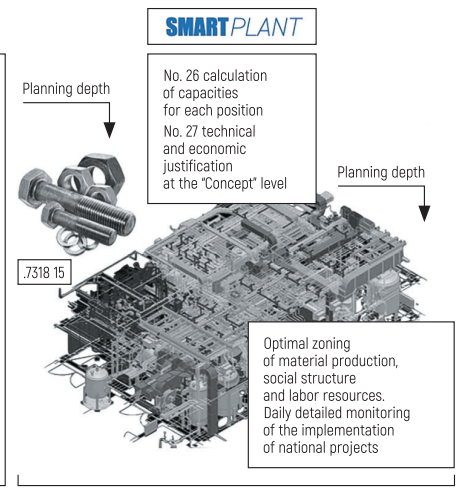 SMARTPLANT
Planning depth
No. 26 calculation
of capacities
for each position
No. 27 technical
and economic
justification
at the “Concept” level
Planning depth
.7318 15
Optimal zoning
of material production,
social structure
and labor resources.
Daily detailed monitoring
of the implementation
of national projects